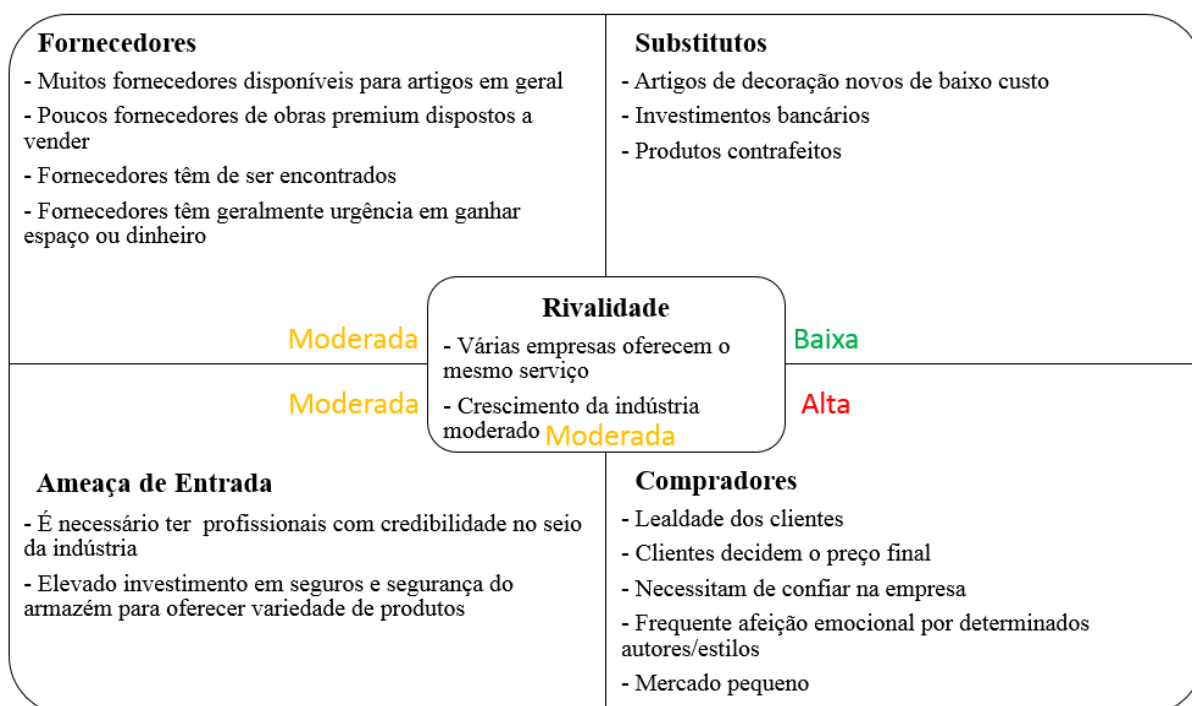 Fornecedores
- Muitos fornecedores disponíveis para artigos em geral
- Poucos fornecedores de obras premium dispostos a
vender
- Fornecedores têm de ser encontrados
- Fornecedores têm geralmente urgência em ganhar
espaço ou dinheiro
Moderada
Substitutos
- Artigos de decoração novos de baixo custo
- Investimentos bancários
- Produtos contrafeitos
Baixa
Rivalidade
- Várias empresas oferecem o
mesmo serviço
- Crescimento da indústria
moderado
Moderada
Moderada
Ameaça de Entrada
- É necessário ter profissionais com credibilidade no seio
da indústria
- Elevado investimento em seguros e segurança do
armazém para oferecer variedade de produtos
Alta
Compradores
- Lealdade dos clientes
- Clientes decidem o preço final
- Necessitam de confiar na empresa
- Frequente afeição emocional por determinados
autores/estilos
- Mercado pequeno